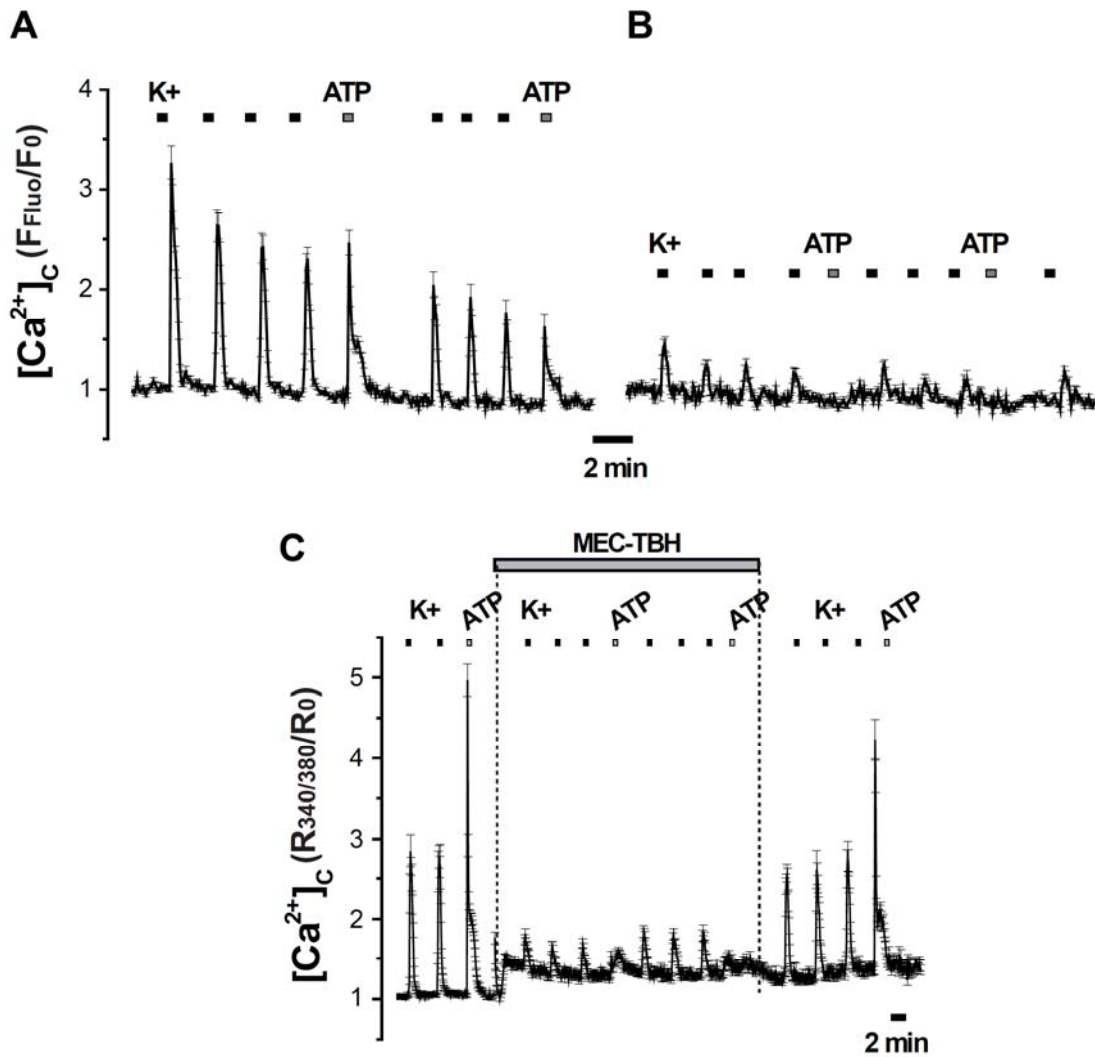 A
B
K+
ATP
ATP
4
3
2
1
[Ca2+]C (FFluo/F0)
K+
ATP
ATP
2 min
C
MEC-TBH
K+
ATP
K+
ATP
ATP
K+
ATP
5
4
3
2
1
[Ca2+]C (R340/380/R0)
2 min